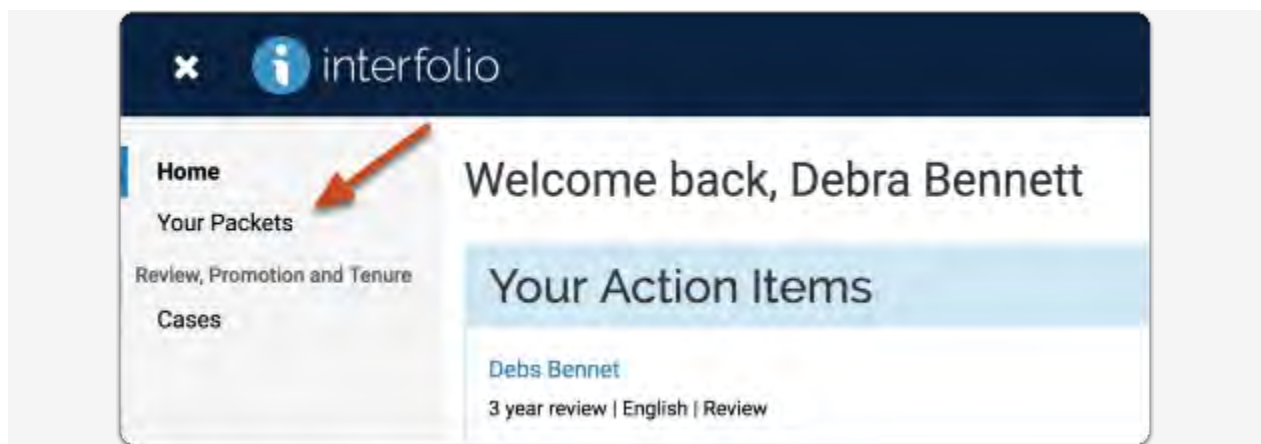 interfolio
Home
Your Packets
Review, Promotion and Tenure
Cases
Welcome back, Debra Bennett
Your Action Items
Debs Bennet
3 year review | English | Review